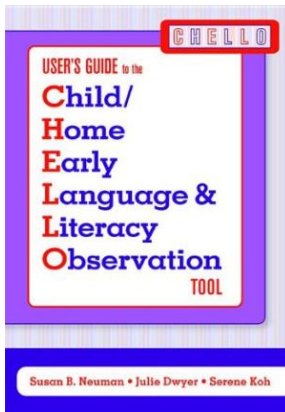 CHELLO
USER'S GUIDE to the
Child/
Home
Early
Language &
Literacy
Observation
TOOL
Susan B. Neuman • Julie Dwyer • Serene Koh